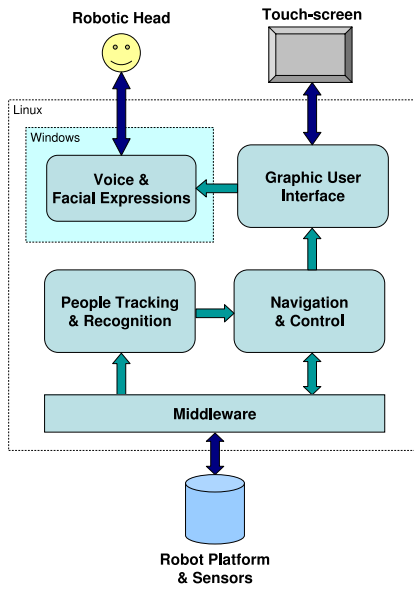 Robotic Head
Touch-screen
Linux
Windows
Voice &
Facial Expressions
Graphic User
Interface
People Tracking
& Recognition
Navigation
& Control
Middleware
Robot Platform
& Sensors